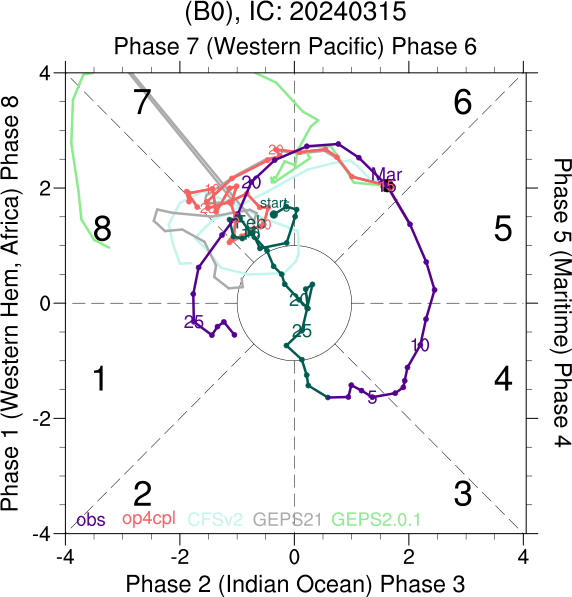 (B0), IC: 20240315
Phase 7 (Western Pacific) Phase 6
Phase 1 (Western Hem, Africa) Phase 8
Phase 5 (Maritime) Phase 4
4
7
6
20
20
Mar
15
2
start
Feb
8
5
0
20
25
25
10
1
4
5
-2
2
3
obs op4cpl CFSv2 GEPS21 GEPS2.0.1
-4
-4 -2 0 2 4
Phase 2 (Indian Ocean) Phase 3